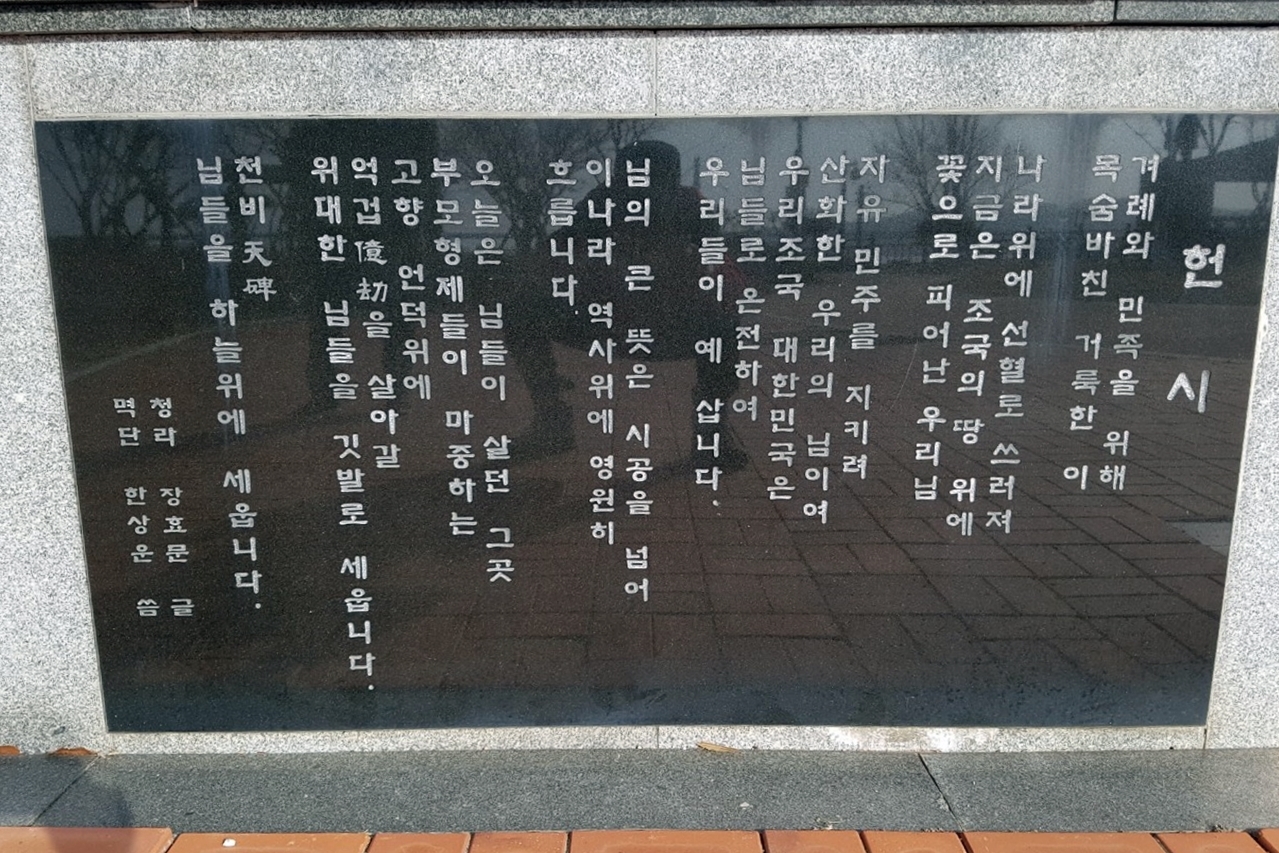 헌 시
겨레와 민족을 위해
목숨바친 거룩한 이
나라위에 선혈로 쓰러져
지금은 조국의 땅 위에
꽃으로 피어난 우리님
자유 민주를 지키려
산화한 우리의 님이여
우리 조국 대한민국은
님들로 온전하여
우리들이 예 삽니다.
님의 큰 뜻은 시공을 넘어
이나라 역사위에 영원히
흐릅니다.
오늘은 님들이 살던 그곳
부모형제들이 마중하는
고향 언덕위에
억겁億劫을 살아갈
위대한 님들을 깃발로 세웁니다.
천비天碑
님들을 하늘위에 세웁니다.
청라 장호문 글
멱단 한상운 씀